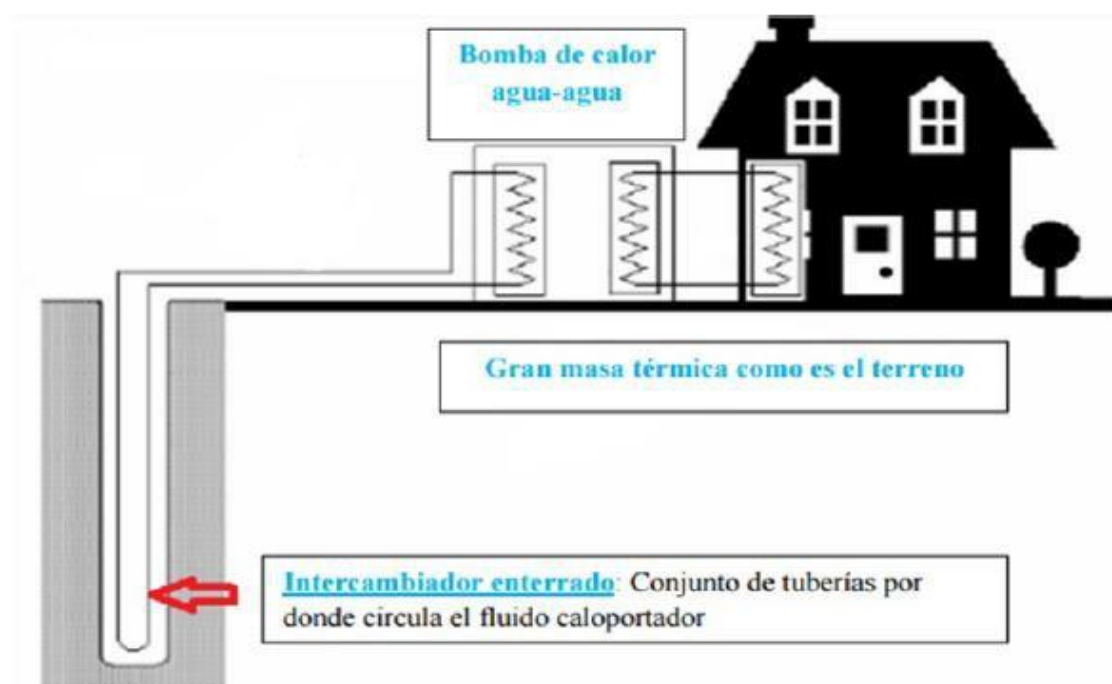 Bomba de calor
agua-agua
Gran masa térmica como es el terreno
Intercambiador enterrado: Conjunto de tuberías por
donde circula el fluido caloportador